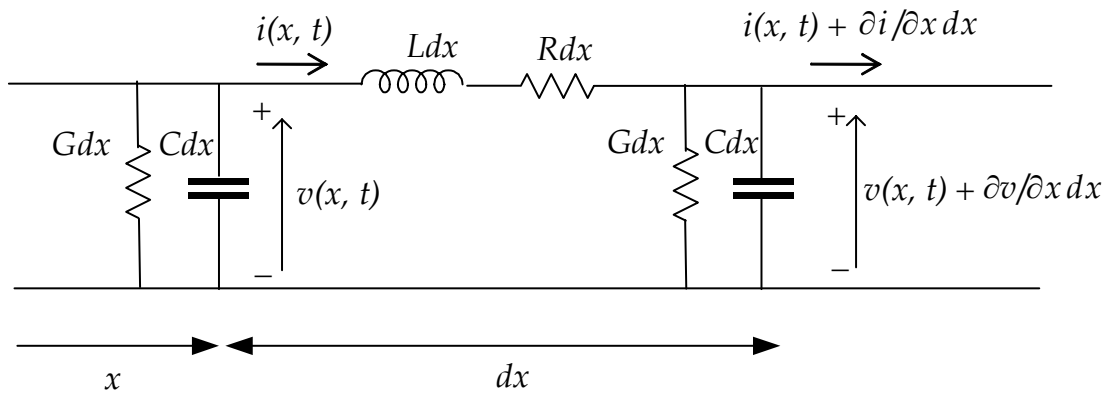 i(x, t)
i(x, t) + ∂i/∂x dx
Ldx
Rdx
+
+
Gdx
Cdx
Gdx
Cdx
v(x, t)
v(x, t) + ∂v/∂x dx
–
–
x
dx